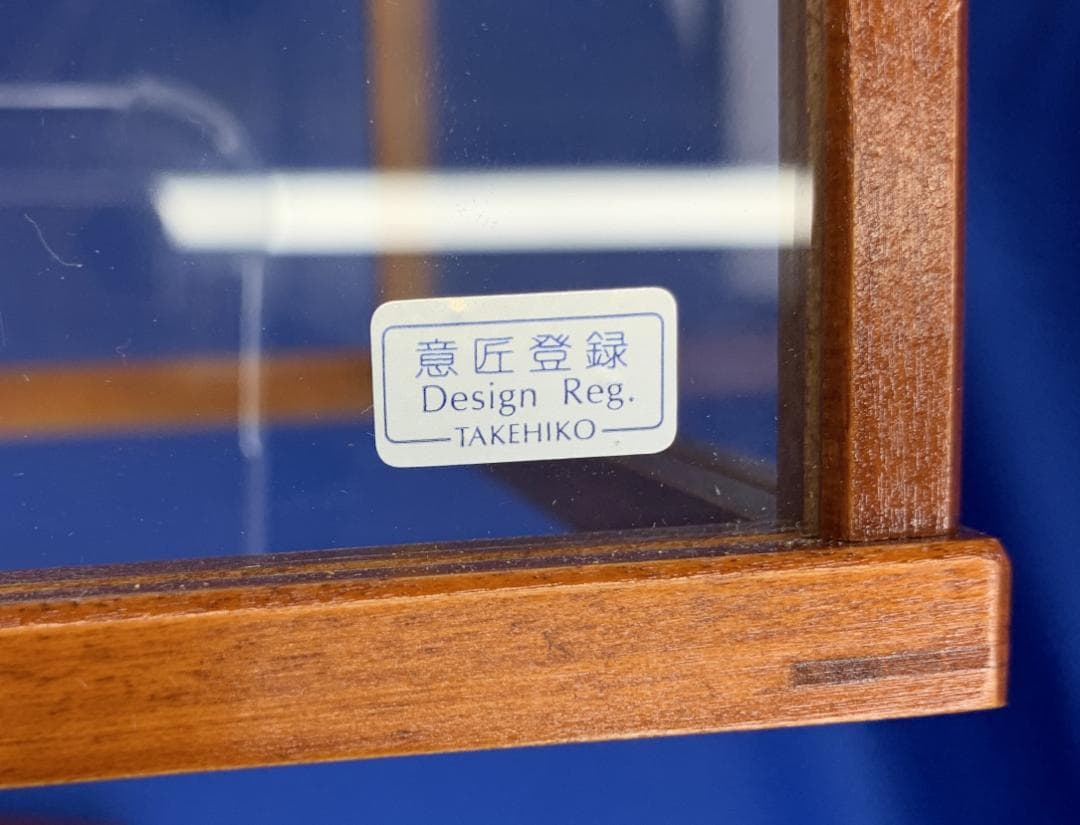 意匠登録
Design Reg.
TAKEHIKO